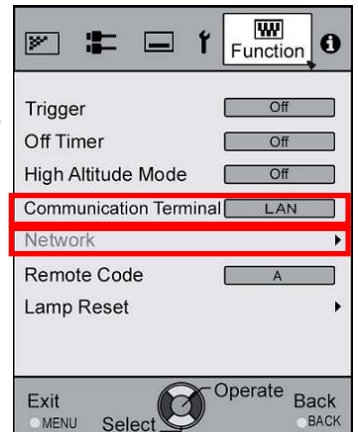 Function
Trigger Off
Off Timer Off
High Altitude Mode Off
Communication Terminal LAN
Network
Remote Code A
Lamp Reset
Exit Operate Back
MENU Select BACK